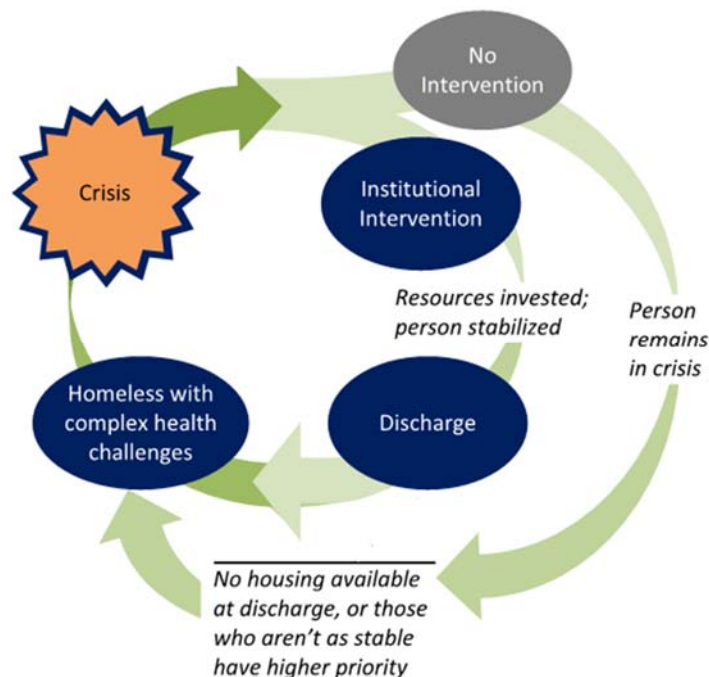 No
Intervention
Crisis
Institutional
Intervention
Resources invested;
person stabilized
Person
remains
in crisis
Homeless with
complex health
challenges
Discharge
No housing available
at discharge, or those
who aren't as stable
have higher priority